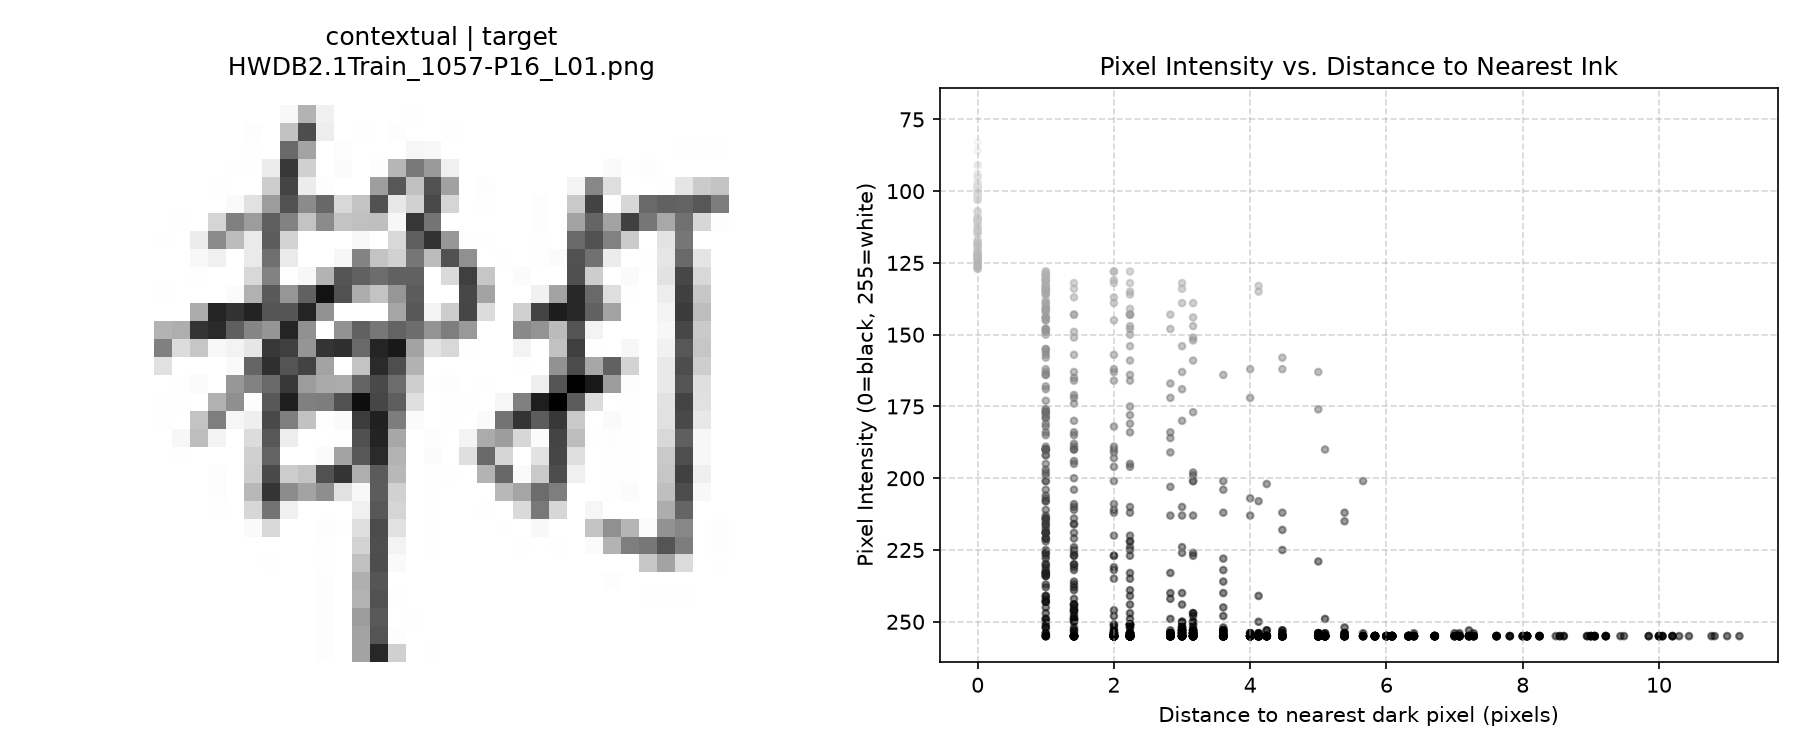 contextual | target
HWDB2.1Train_1057-P16_L01.png
Pixel Intensity vs. Distance to Nearest Ink
Pixel Intensity (0=black, 255=white)
75
100
125
150
175
200
225
250
0
2
4
6
8
10
Distance to nearest dark pixel (pixels)